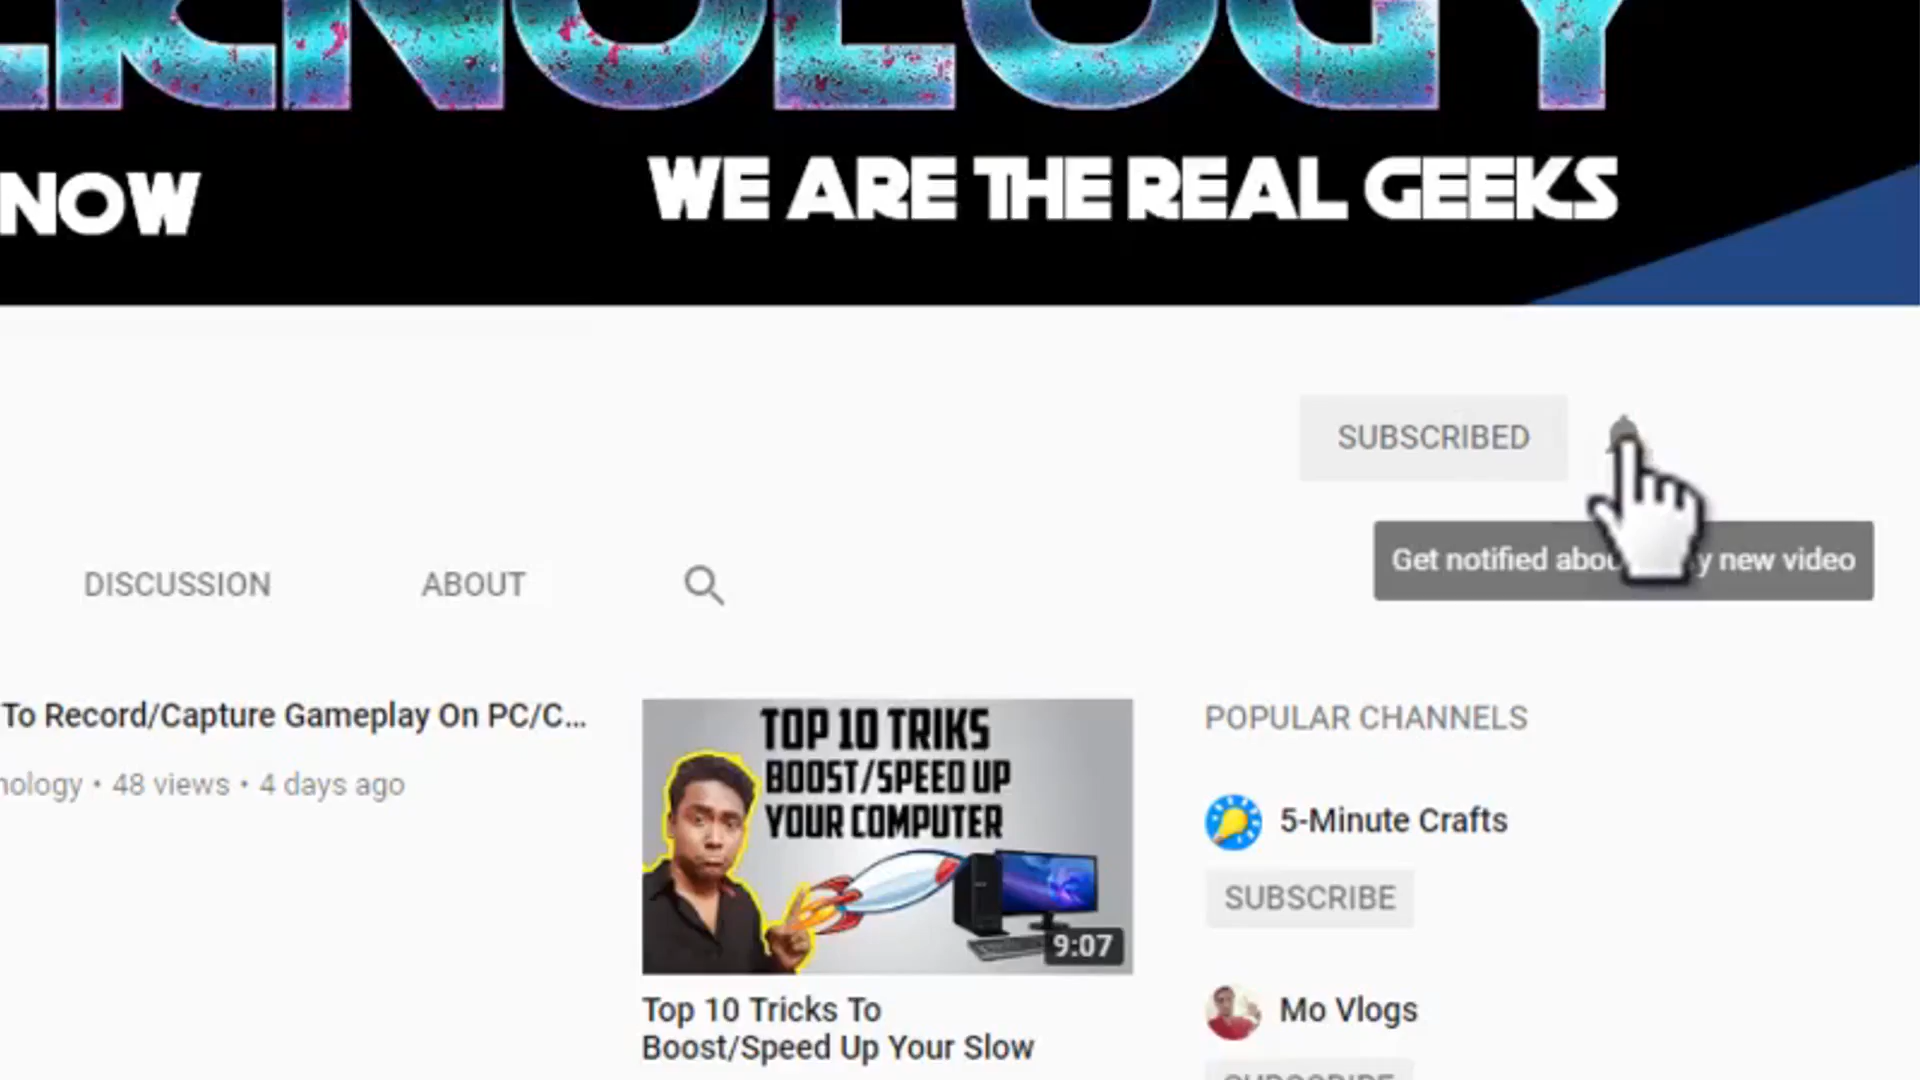 NOLOGY
NOW
WE ARE THE REAL GEEKS
SUBSCRIBED
Get notified new video
DISCUSSION
ABOUT
To Record/Capture Gameplay On PC/C...
nology • 48 views • 4 days ago
TOP 10 TRIKS
BOOST/SPEED UP
YOUR COMPUTER
9:07
Top 10 Tricks To
Boost/Speed Up Your Slow
POPULAR CHANNELS
5-Minute Crafts
SUBSCRIBE
Mo Vlogs
SUBSCRIBE